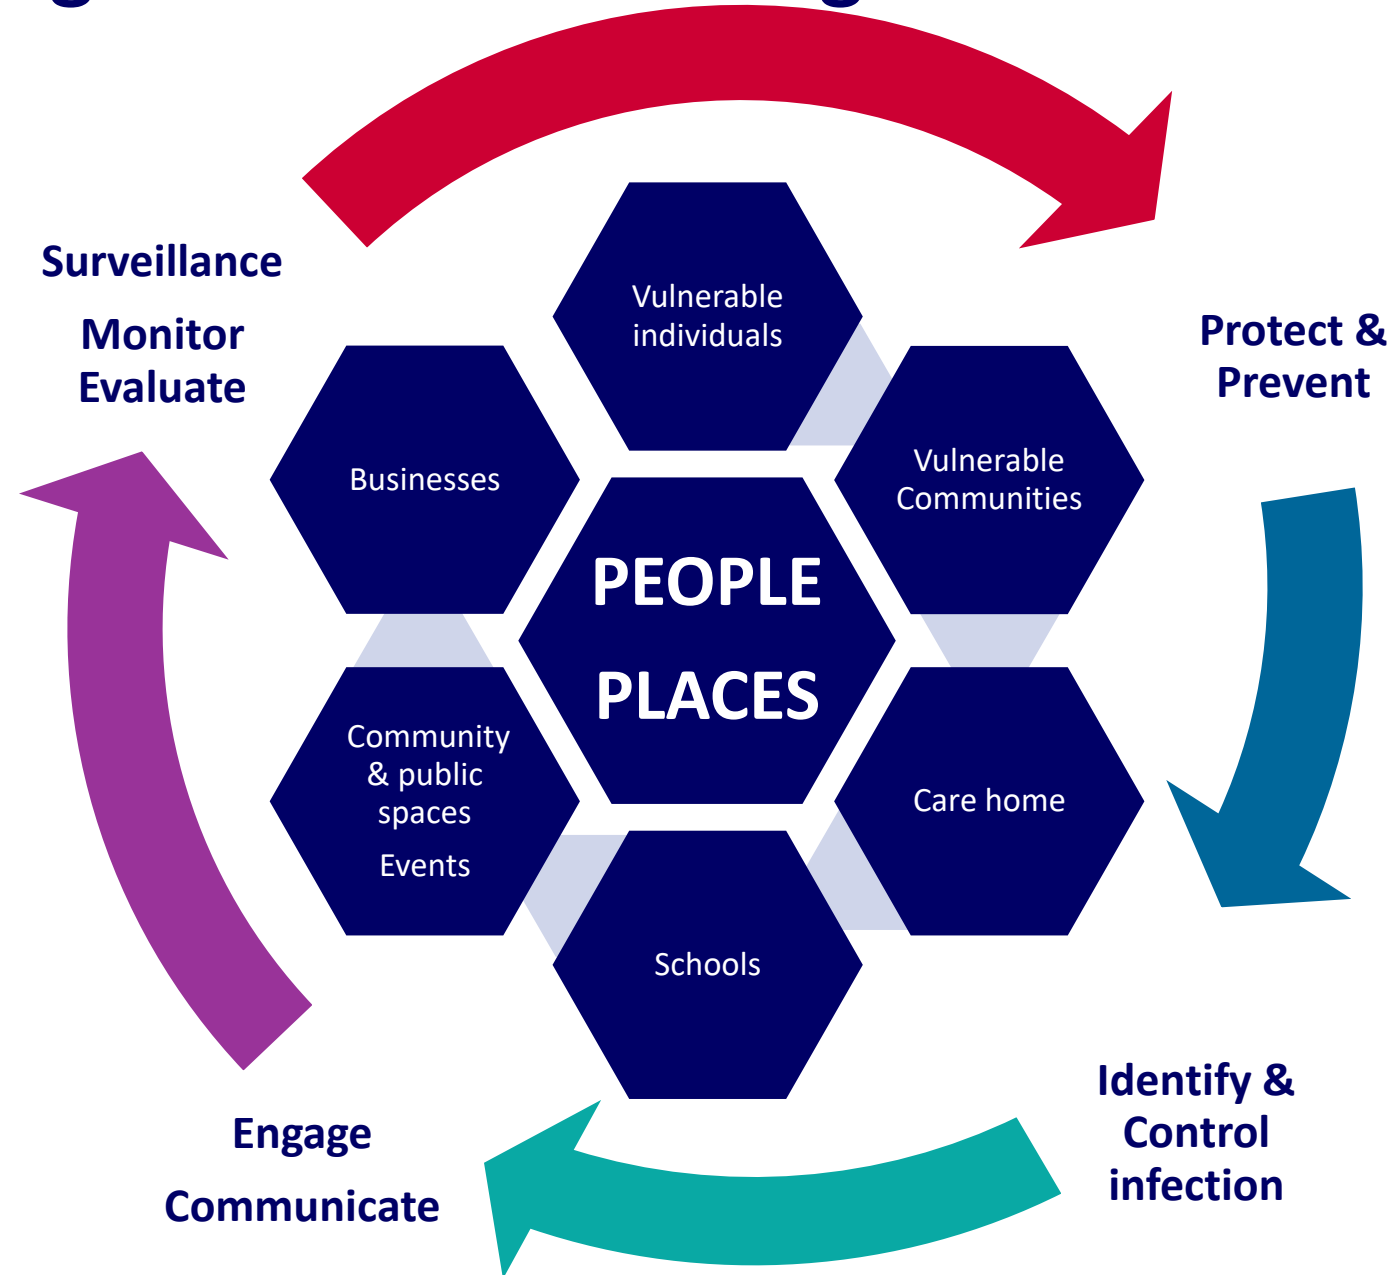 Surveillance
Monitor
Evaluate
Vulnerable
individuals
Protect &
Prevent
Businesses
Vulnerable
Communities
PEOPLE
PLACES
Community
& public
spaces
Events
Care home
Schools
Engage
Communicate
Identify &
Control
infection